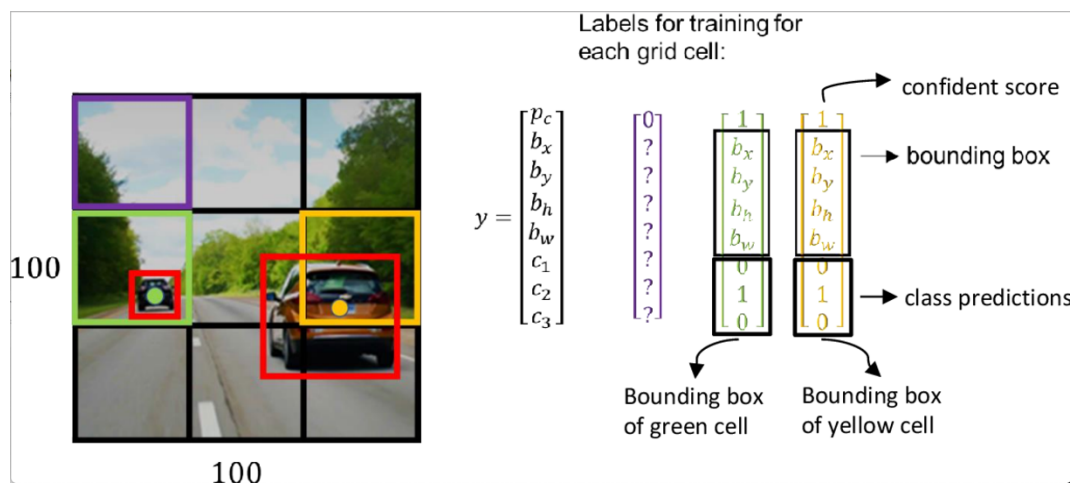 Labels for training for
each grid cell:
confident score
bounding box
class predictions
y =
p_c
b_x
b_y
b_h
b_w
c_1
c_2
c_3
0
?
?
?
?
?
?
?
1
b_x
b_y
b_h
b_w
0
1
0
1
b_x
b_y
b_h
b_w
0
1
0
100
100
Bounding box
of green cell
Bounding box
of yellow cell